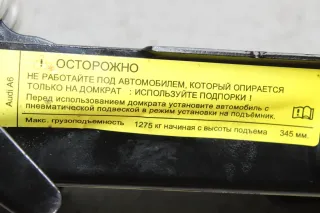 Audi A6
! ОСТОРОЖНО
НЕ РАБОТАЙТЕ ПОД АВТОМОБИЛЕМ, КОТОРЫЙ ОПИРАЕТСЯ
ТОЛЬКО НА ДОМКРАТ : ИСПОЛЬЗУЙТЕ ПОДПОРКИ !
Перед использованием домкрата установите автомобиль с
пневматической подвеской в режим установки на подъёмник.
Макс. грузоподъемность 1275 кг начиная с высоты подъема 345 мм.